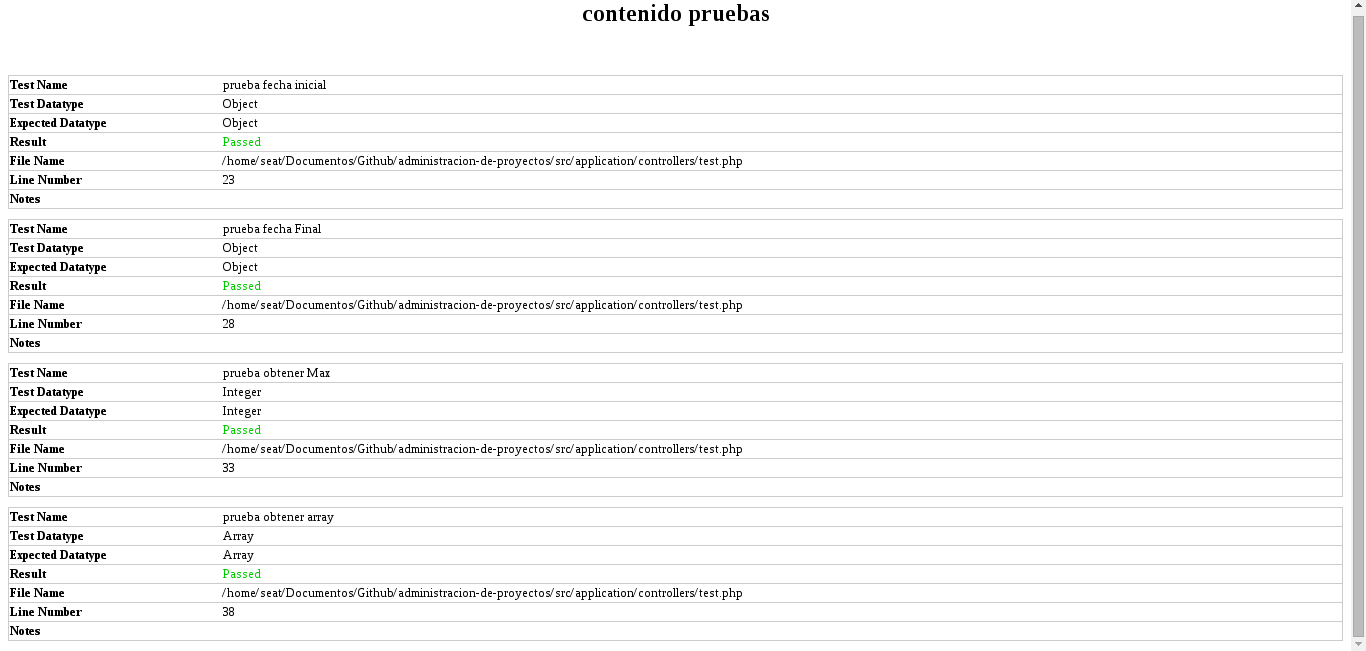 contenido pruebas
Test Name prueba fecha inicial
Test Datatype Object
Expected Datatype Object
Result Passed
File Name /home/seat/Documentos/Github/administracion-de-proyectos/src/application/controllers/test.php
Line Number 23
Notes
Test Name prueba fecha Final
Test Datatype Object
Expected Datatype Object
Result Passed
File Name /home/seat/Documentos/Github/administracion-de-proyectos/src/application/controllers/test.php
Line Number 28
Notes
Test Name prueba obtener Max
Test Datatype Integer
Expected Datatype Integer
Result Passed
File Name /home/seat/Documentos/Github/administracion-de-proyectos/src/application/controllers/test.php
Line Number 33
Notes
Test Name prueba obtener array
Test Datatype Array
Expected Datatype Array
Result Passed
File Name /home/seat/Documentos/Github/administracion-de-proyectos/src/application/controllers/test.php
Line Number 38
Notes